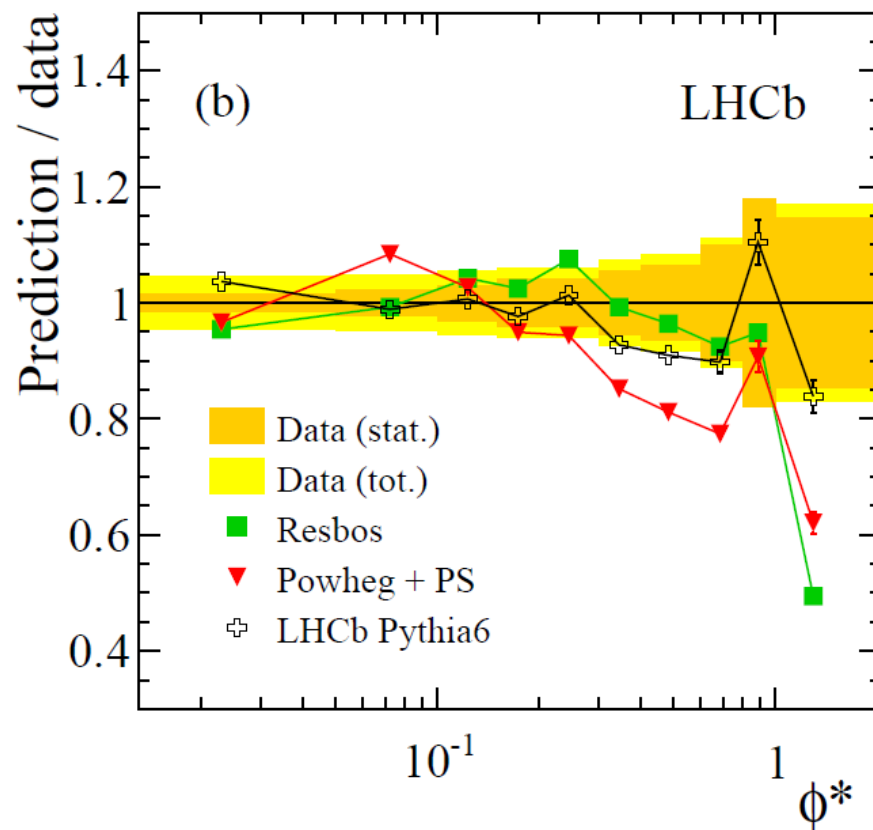 Prediction / data
1.4
1.2
1
0.8
0.6
0.4
(b)
LHCb
Data (stat.)
Data (tot.)
Resbos
Powheg + PS
LHCb Pythia6
10⁻¹
1
ϕ*